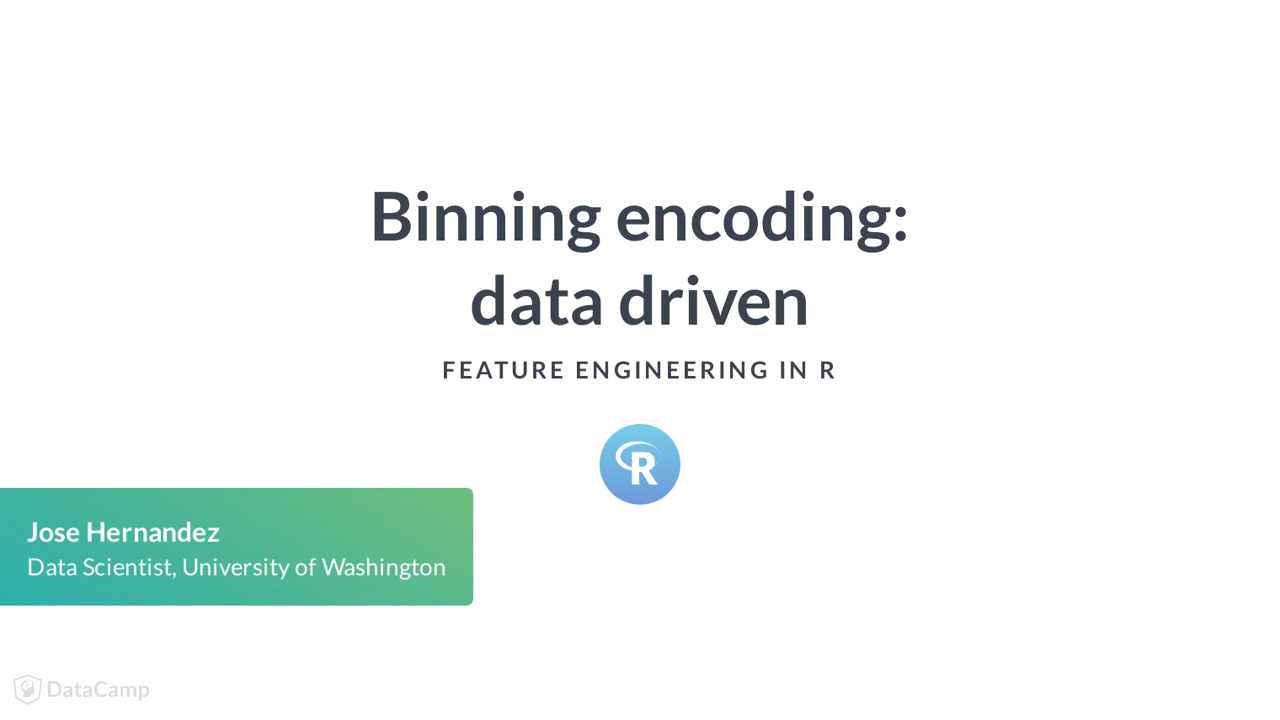 Binning encoding:
data driven
FEATURE ENGINEERING IN R
R
Jose Hernandez
Data Scientist, University of Washington
DataCamp